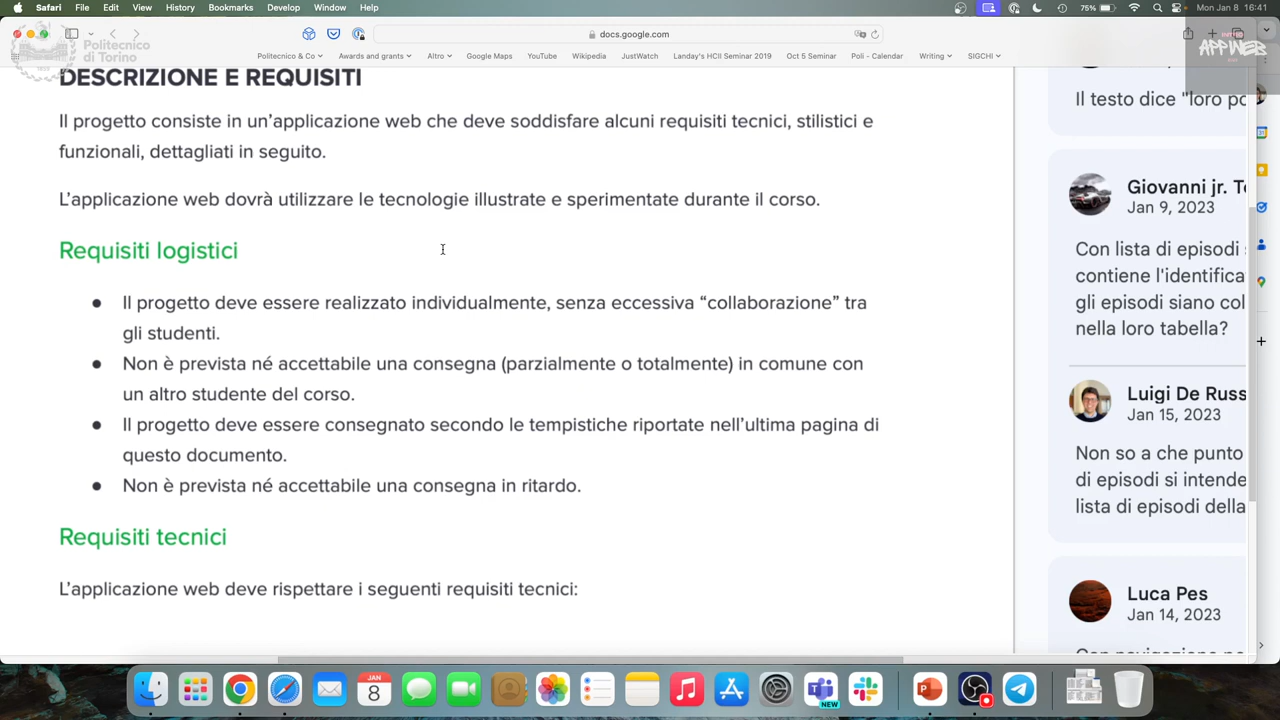 Safari File Edit View History Bookmarks Develop Window Help
75% Mon Jan 8 16:41
Politecnico
di Torino
docs.google.com
APPWEB
Politecnico & Co Awards and grants Altro Google Maps YouTube Wikipedia JustWatch Landay's HCII Seminar 2019 Oct 5 Seminar Poli - Calendar Writing SIGCHI
DESCRIZIONE E REQUISITI
Il progetto consiste in un'applicazione web che deve soddisfare alcuni requisiti tecnici, stilistici e
funzionali, dettagliati in seguito.
L'applicazione web dovrà utilizzare le tecnologie illustrate e sperimentate durante il corso.
Requisiti logistici
● Il progetto deve essere realizzato individualmente, senza eccessiva “collaborazione” tra
gli studenti.
● Non è prevista né accettabile una consegna (parzialmente o totalmente) in comune con
un altro studente del corso.
● Il progetto deve essere consegnato secondo le tempistiche riportate nell'ultima pagina di
questo documento.
● Non è prevista né accettabile una consegna in ritardo.
Requisiti tecnici
L'applicazione web deve rispettare i seguenti requisiti tecnici:
Il testo dice "loro po
Giovanni jr. T
Jan 9, 2023
Con lista di episodi
contiene l'identifica
gli episodi siano col
nella loro tabella?
Luigi De Russ
Jan 15, 2023
Non so a che punto
di episodi si intende
lista di episodi della
Luca Pes
Jan 14, 2023
JAN
8
NEW